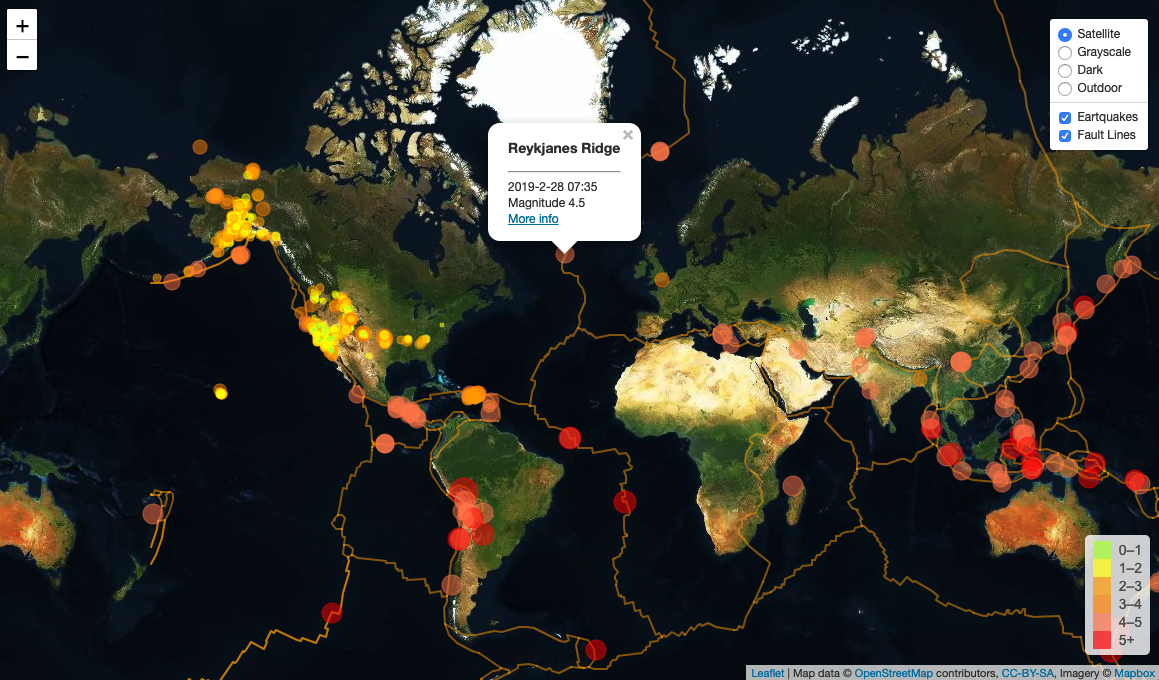 +
−
Satellite
Grayscale
Dark
Outdoor
Eartquakes
Fault Lines
×
Reykjanes Ridge
2019-2-28 07:35
Magnitude 4.5
More info
0–1
1–2
2–3
3–4
4–5
5+
Leaflet | Map data © OpenStreetMap contributors, CC-BY-SA, Imagery © Mapbox